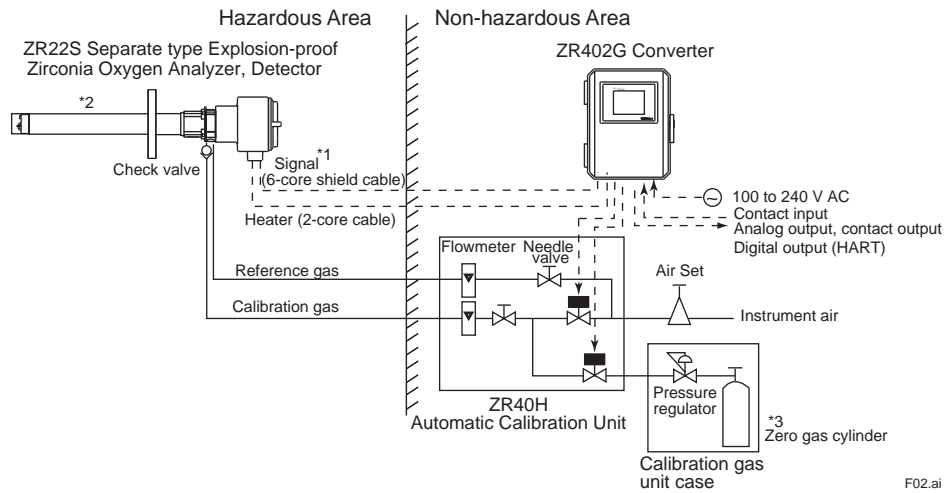 Hazardous Area
Non-hazardous Area
ZR22S Separate type Explosion-proof
Zirconia Oxygen Analyzer, Detector
ZR402G Converter
*2
Check valve
Signal*1
(6-core shield cable)
Heater (2-core cable)
~
100 to 240 V AC
Contact input
Analog output, contact output
Digital output (HART)
Flowmeter
Needle
valve
Air Set
Reference gas
Calibration gas
Instrument air
ZR40H
Automatic Calibration Unit
Pressure
regulator
*3
Zero gas cylinder
Calibration gas
unit case
F02.ai